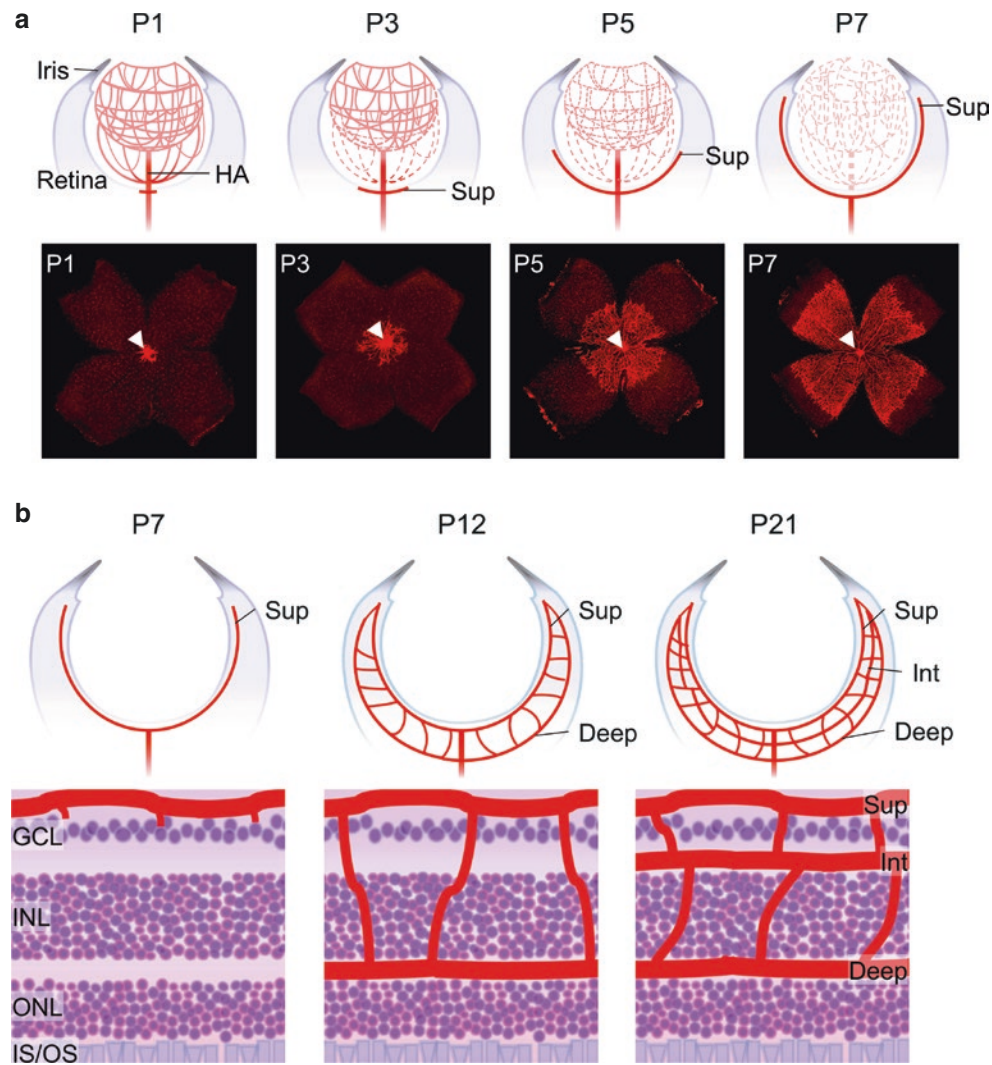 a
P1 P3 P5 P7
Iris
Sup
Sup
Retina HA
Sup
P1 P3 P5 P7
b
P7 P12 P21
Sup Sup Sup
Int
Deep Deep
GCL Sup
Int
INL
Deep
ONL
IS/OS